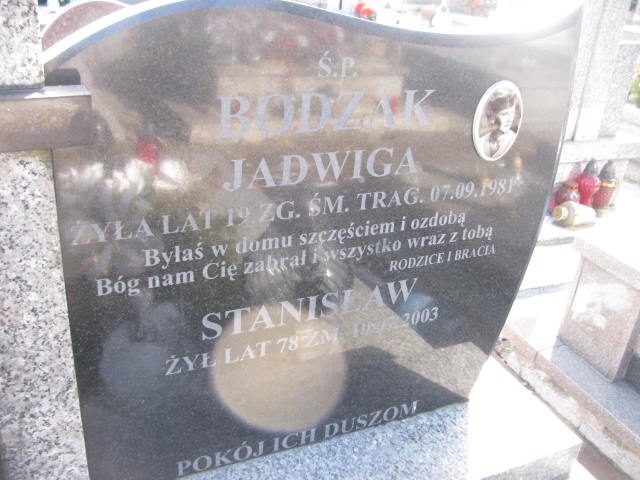 Ś.P.
BODZAK
JADWIGA
ŻYŁA LAT 19 ZG. ŚM. TRAG. 07.09.1981
Byłaś w domu szczęściem i ozdobą
Bóg nam Cię zabrał i wszystko wraz z tobą
RODZICE I BRACIA
STANISŁAW
ŻYŁ LAT 78 ZM.
POKÓJ ICH DUSZOM